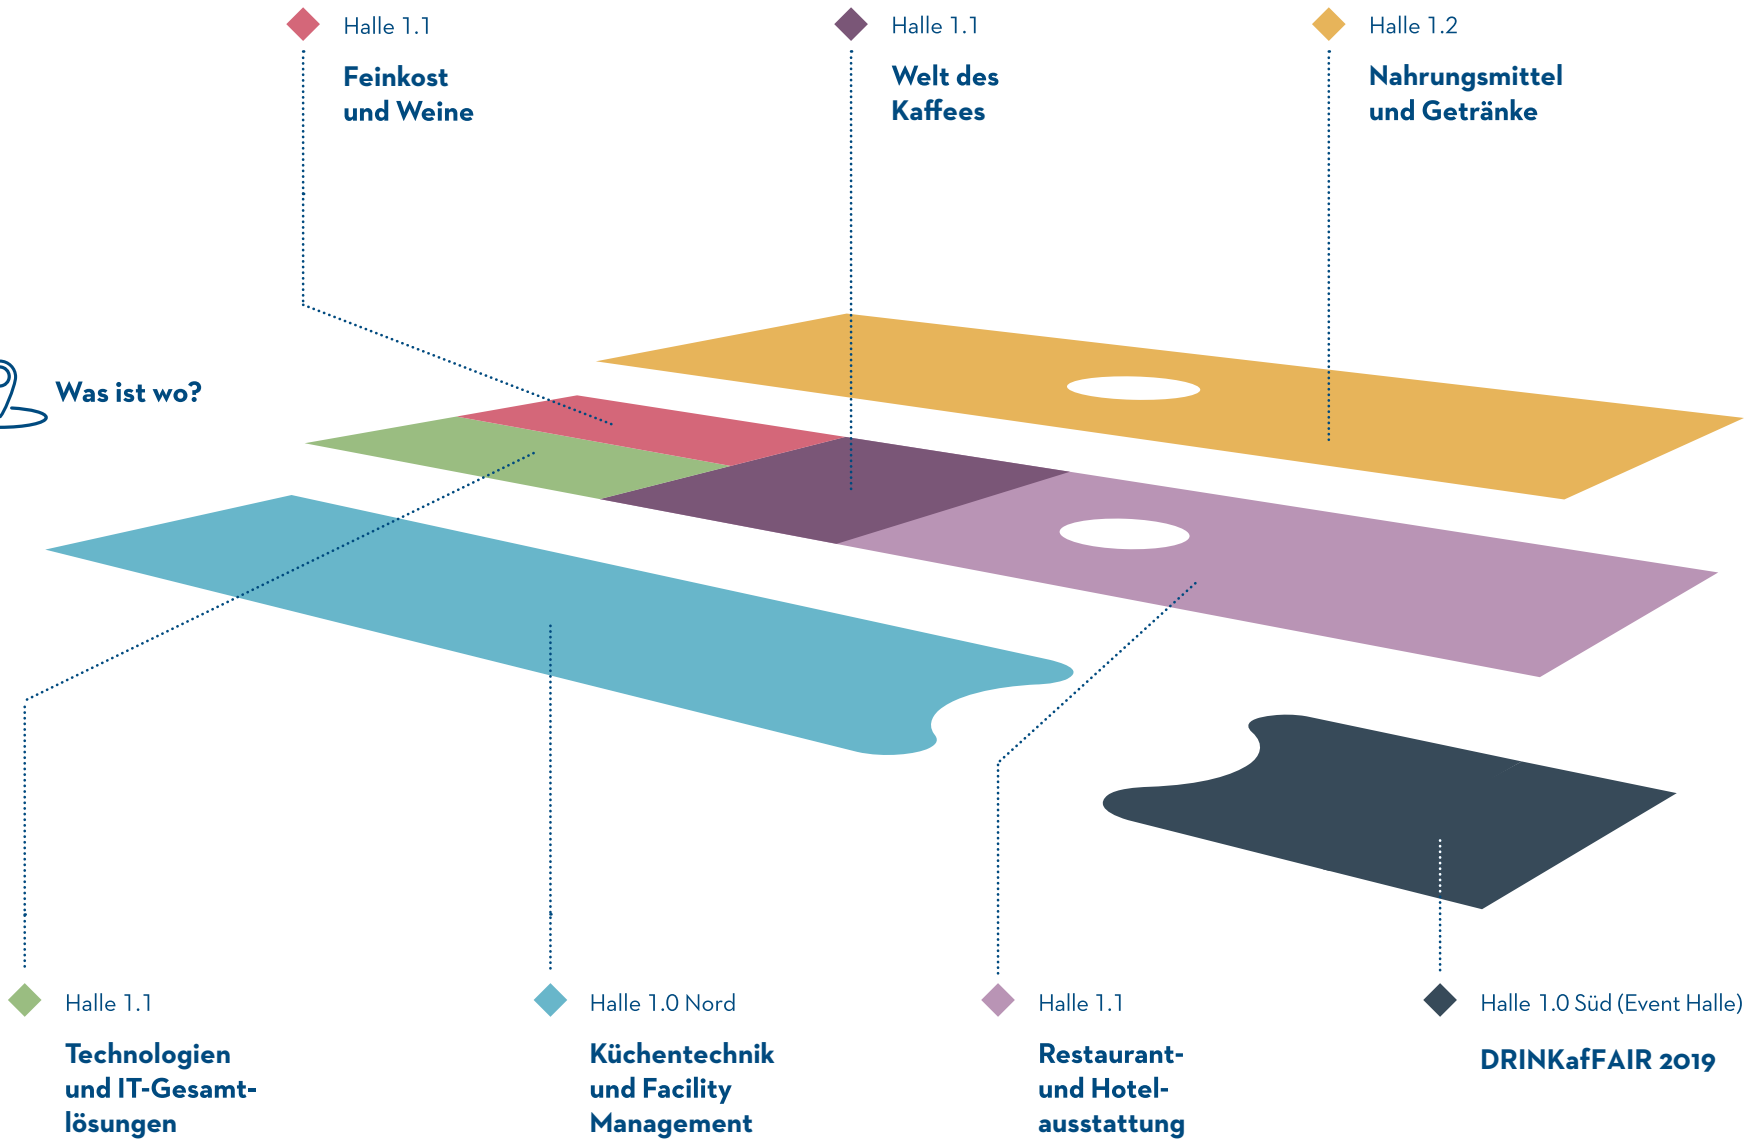 Halle 1.1
Feinkost
und Weine
Halle 1.1
Welt des
Kaffees
Halle 1.2
Nahrungsmittel
und Getränke
Was ist wo?
Halle 1.1
Technologien
und IT-Gesamt-
lösungen
Halle 1.0 Nord
Küchentechnik
und Facility
Management
Halle 1.1
Restaurant-
und Hotel-
ausstattung
Halle 1.0 Süd (Event Halle)
DRINKafFAIR 2019